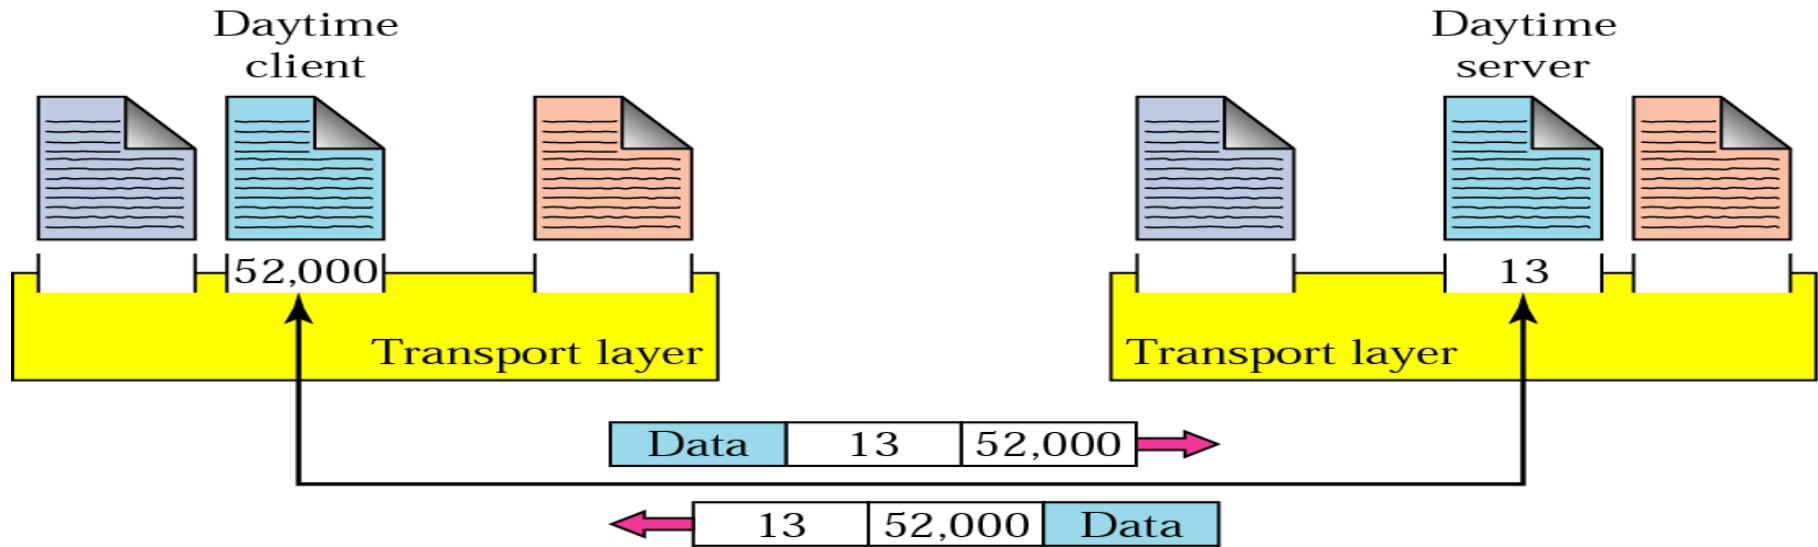 Daytime
client
Daytime
server
52,000
13
Transport layer
Transport layer
Data 13 52,000
13 52,000 Data